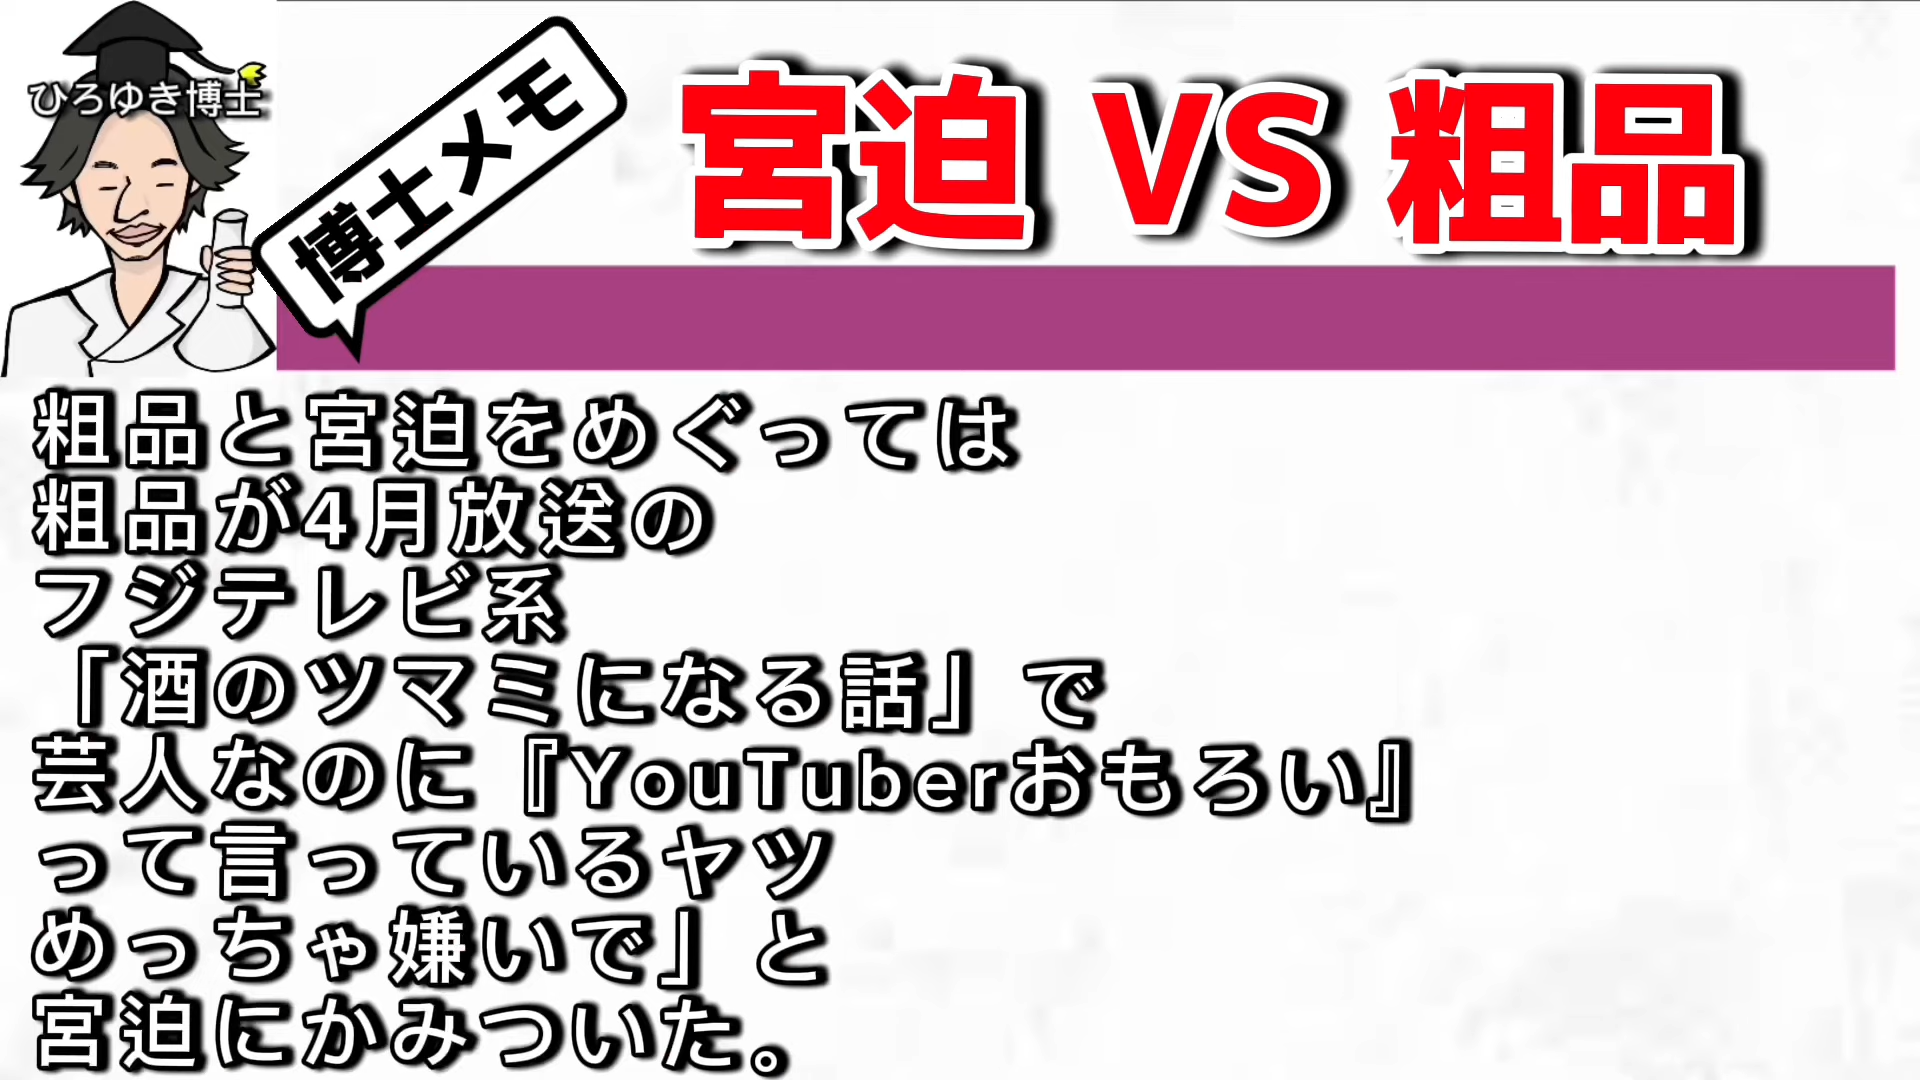 ひろゆき博士
博士メモ
宮迫 VS 粗品
粗品と宮迫をめぐっては
粗品が4月放送の
フジテレビ系
「酒のツマミになる話」で
芸人なのに『YouTuberおもろい』
って言っているヤツ
めっちゃ嫌いで」と
宮迫にかみついた。